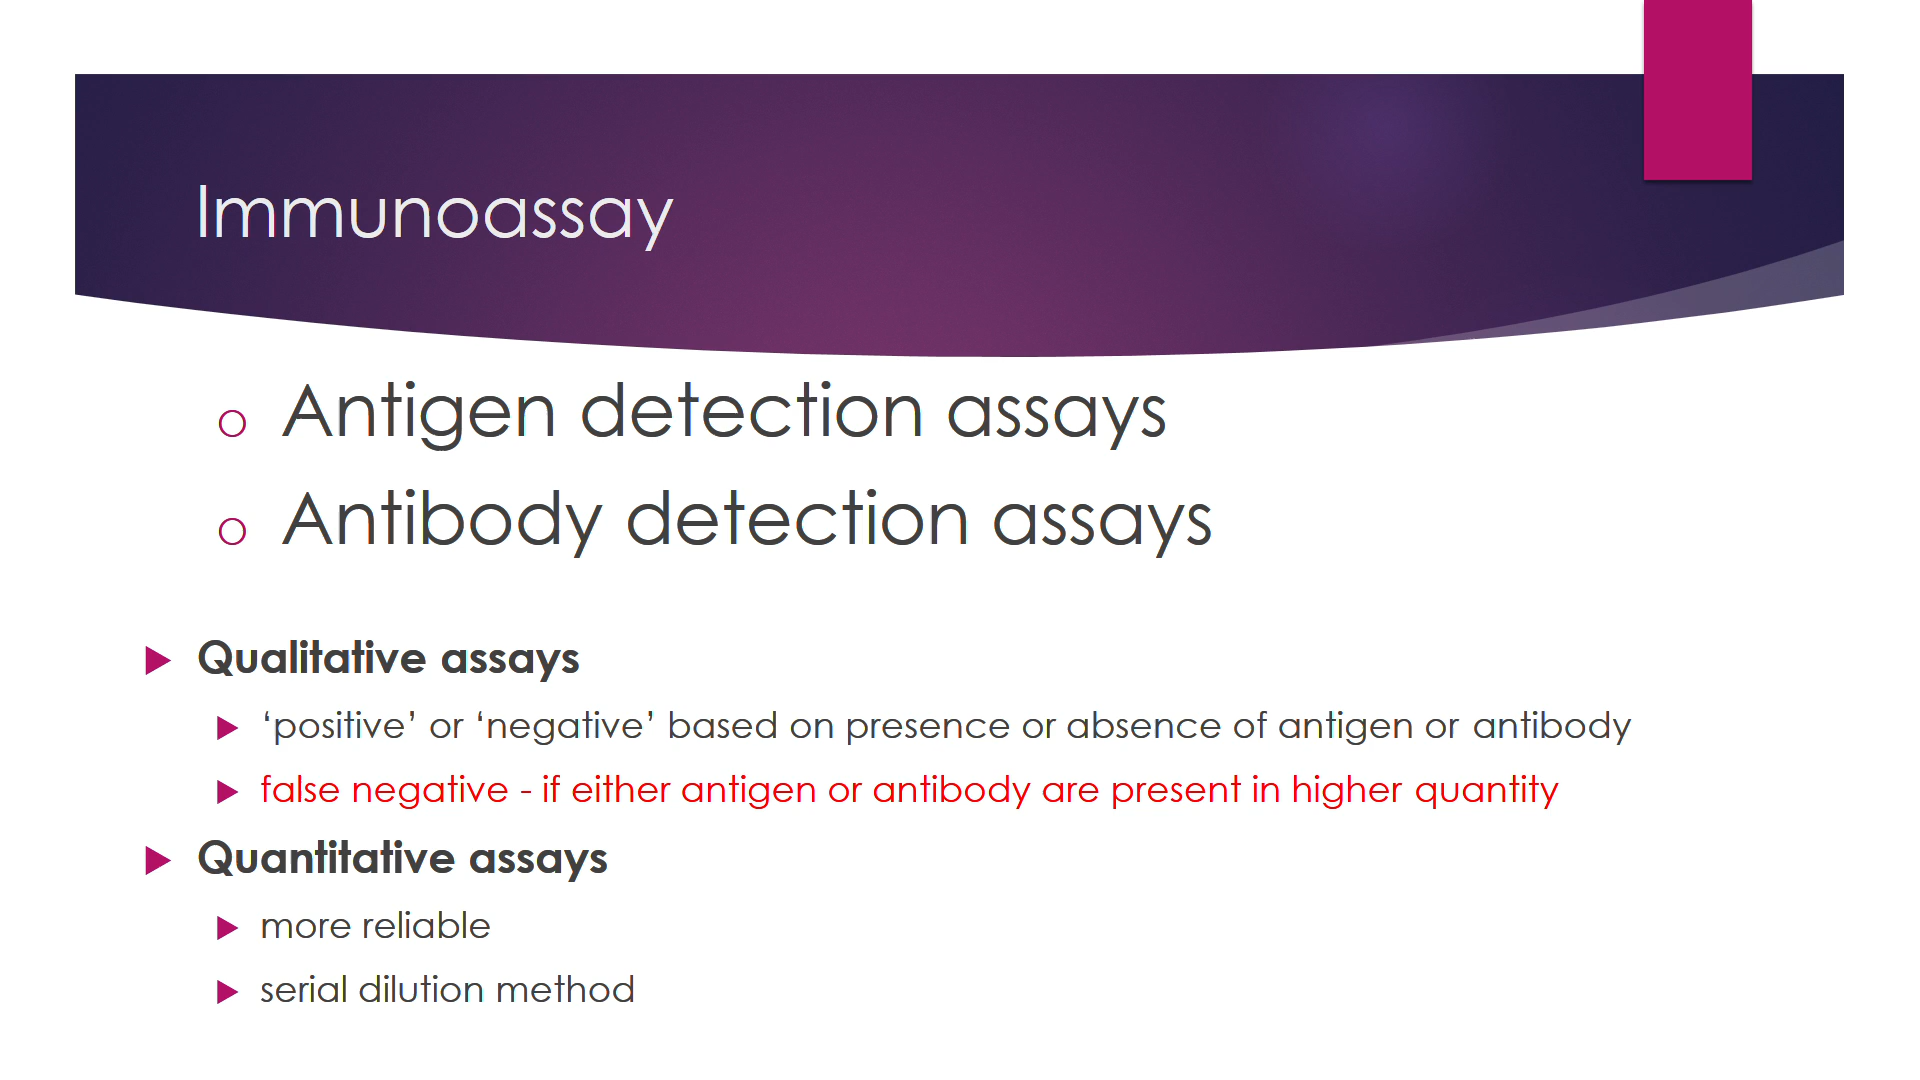 Immunoassay
Antigen detection assays
Antibody detection assays
Qualitative assays
‘positive’ or ‘negative’ based on presence or absence of antigen or antibody
false negative - if either antigen or antibody are present in higher quantity
Quantitative assays
more reliable
serial dilution method